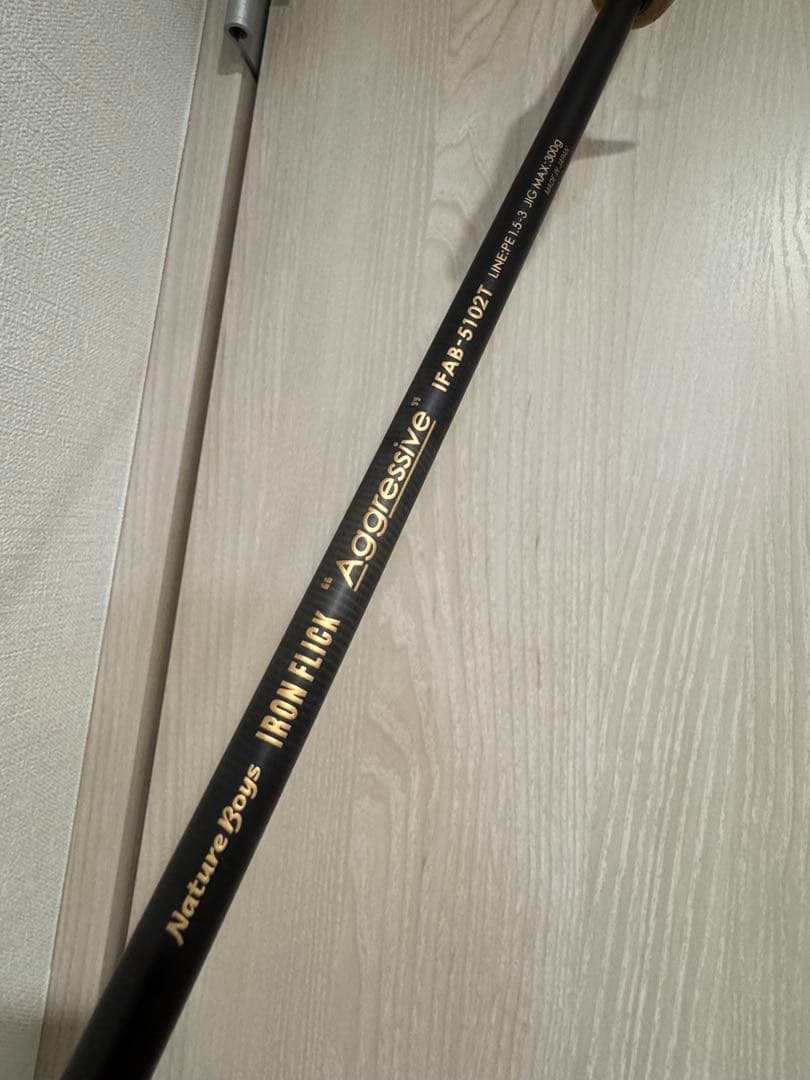 Nature Boys IRON FLICK “Aggressive” IFAB-5102T LINE:PE1.5-3 JIG MAX:300g
MADE IN JAPAN